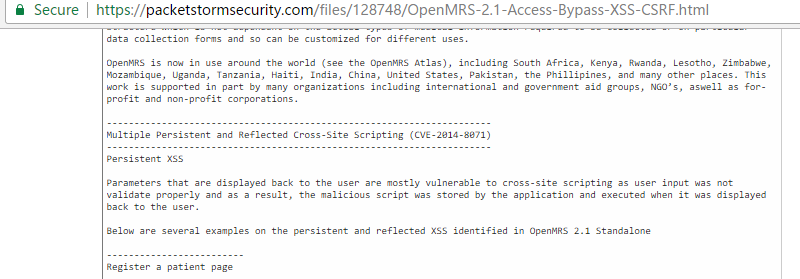 Secure https://packetstormsecurity.com/files/128748/OpenMRS-2.1-Access-Bypass-XSS-CSRF.html
data collection forms and so can be customized for different uses.
OpenMRS is now in use around the world (see the OpenMRS Atlas), including South Africa, Kenya, Rwanda, Lesotho, Zimbabwe,
Mozambique, Uganda, Tanzania, Haiti, India, China, United States, Pakistan, the Phillipines, and many other places. This
work is supported in part by many organizations including international and government aid groups, NGO's, aswell as for-
profit and non-profit corporations.
----------------------------------------------------------------------
Multiple Persistent and Reflected Cross-Site Scripting (CVE-2014-8071)
----------------------------------------------------------------------
Persistent XSS
Parameters that are displayed back to the user are mostly vulnerable to cross-site scripting as user input was not
validate properly and as a result, the malicious script was stored by the application and executed when it was displayed
back to the user.
Below are several examples on the persistent and reflected XSS identified in OpenMRS 2.1 Standalone
-------------------------
Register a patient page